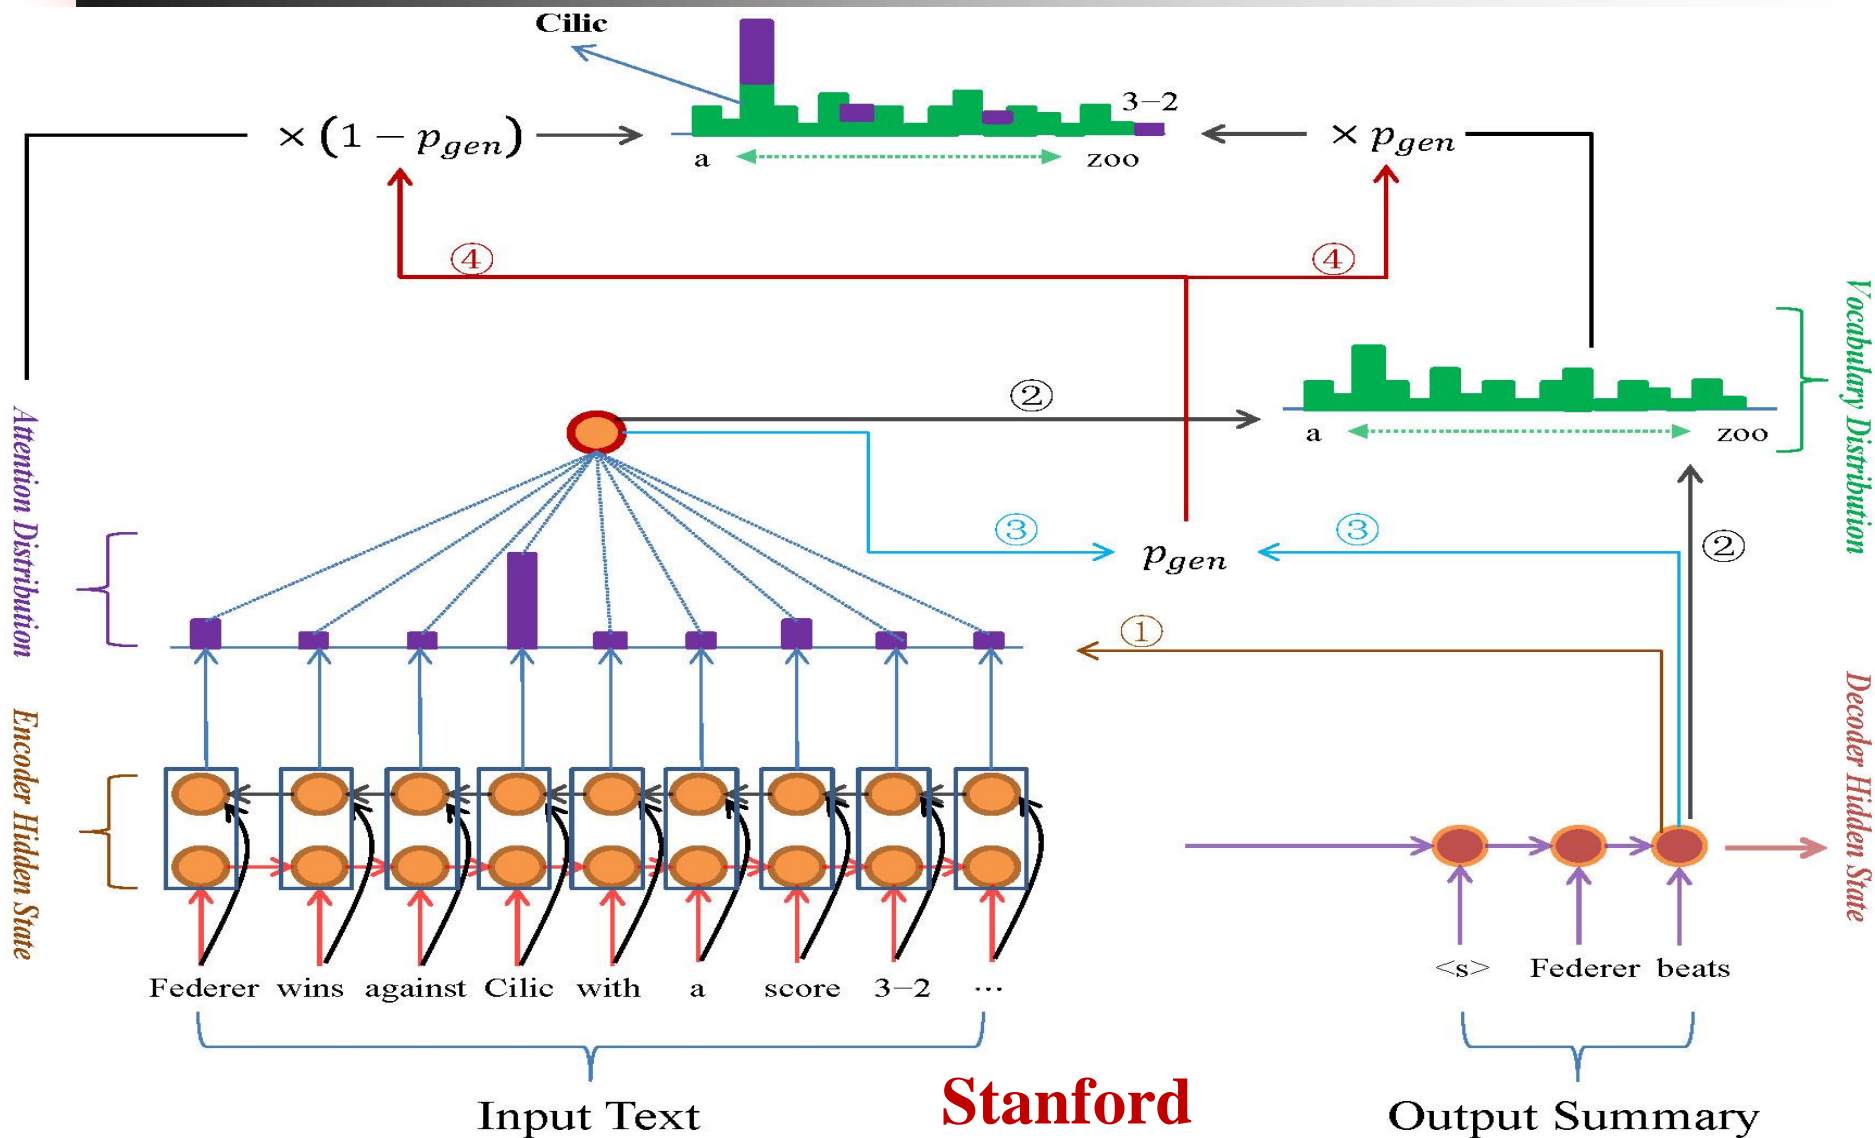 Cilic
3−2
× (1 − p_gen)
× p_gen
a
zoo
④
④
Vocabulary Distribution
②
a
zoo
Attention Distribution
③
③
②
p_gen
①
Encoder Hidden State
Decoder Hidden State
Federer wins against Cilic with a score 3−2 ...
<s> Federer beats
Input Text
Stanford
Output Summary